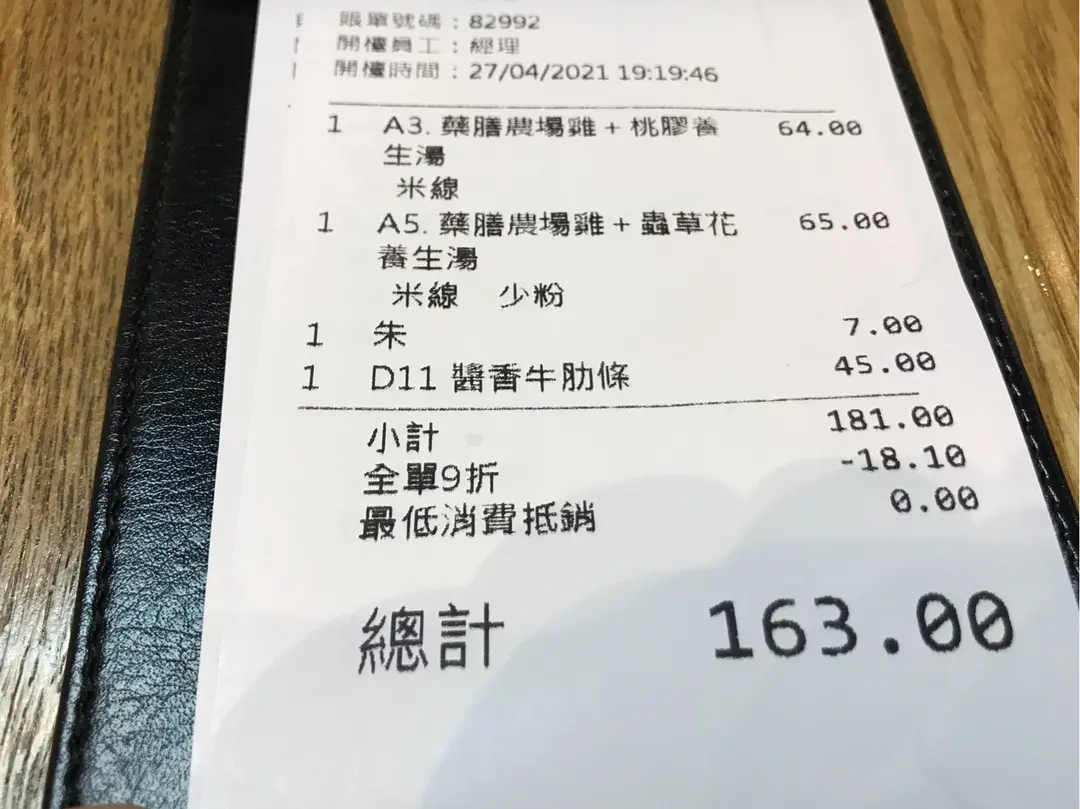 賬單號碼：82992
開檯員工：經理
開檯時間：27/04/2021 19:19:46
1 A3. 藥膳農場雞＋桃膠養 64.00
生湯
米線
1 A5. 藥膳農場雞＋蟲草花 65.00
養生湯
米線 少粉
1 朱 7.00
1 D11 醬香牛肋條 45.00
小計 181.00
全單9折 -18.10
最低消費抵銷 0.00
總計 163.00